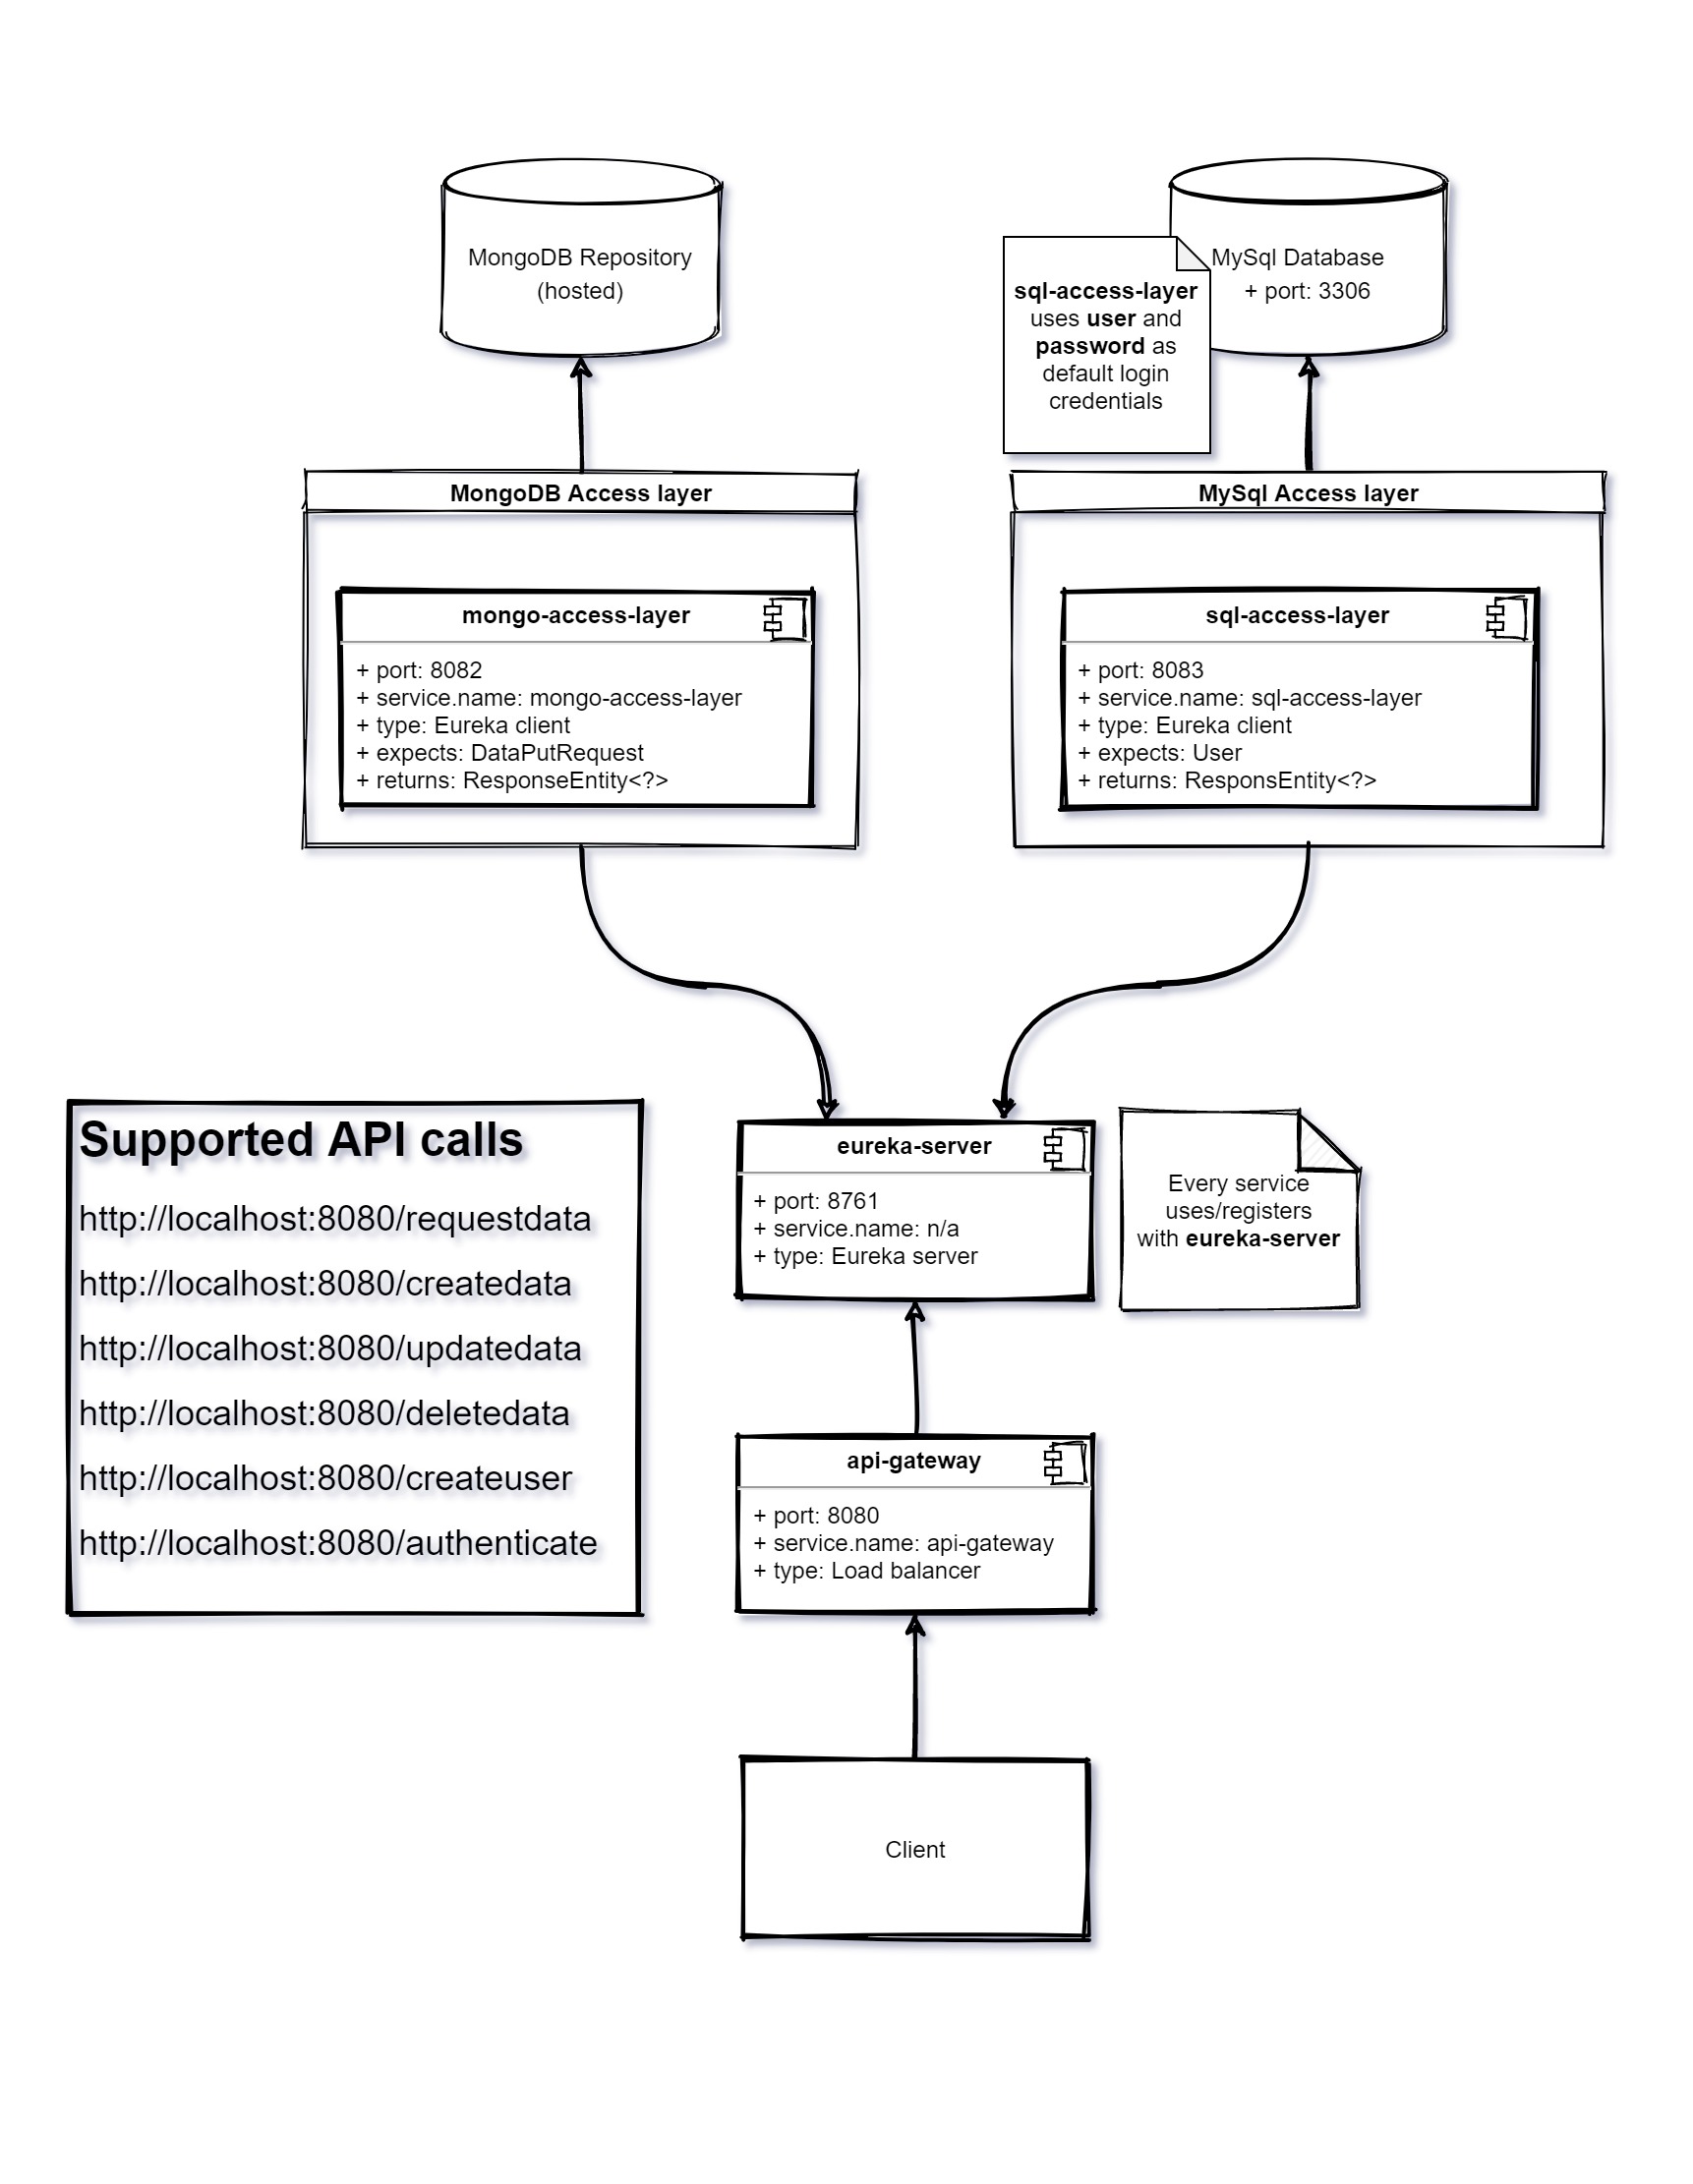 MongoDB Repository
(hosted)
MySql Database
+ port: 3306
sql-access-layer
uses user and
password as
default login
credentials
MongoDB Access layer
mongo-access-layer
+ port: 8082
+ service.name: mongo-access-layer
+ type: Eureka client
+ expects: DataPutRequest
+ returns: ResponseEntity<?>
MySql Access layer
sql-access-layer
+ port: 8083
+ service.name: sql-access-layer
+ type: Eureka client
+ expects: User
+ returns: ResponsEntity<?>
Supported API calls
http://localhost:8080/requestdata
http://localhost:8080/createdata
http://localhost:8080/updatedata
http://localhost:8080/deletedata
http://localhost:8080/createuser
http://localhost:8080/authenticate
eureka-server
+ port: 8761
+ service.name: n/a
+ type: Eureka server
Every service
uses/registers
with eureka-server
api-gateway
+ port: 8080
+ service.name: api-gateway
+ type: Load balancer
Client